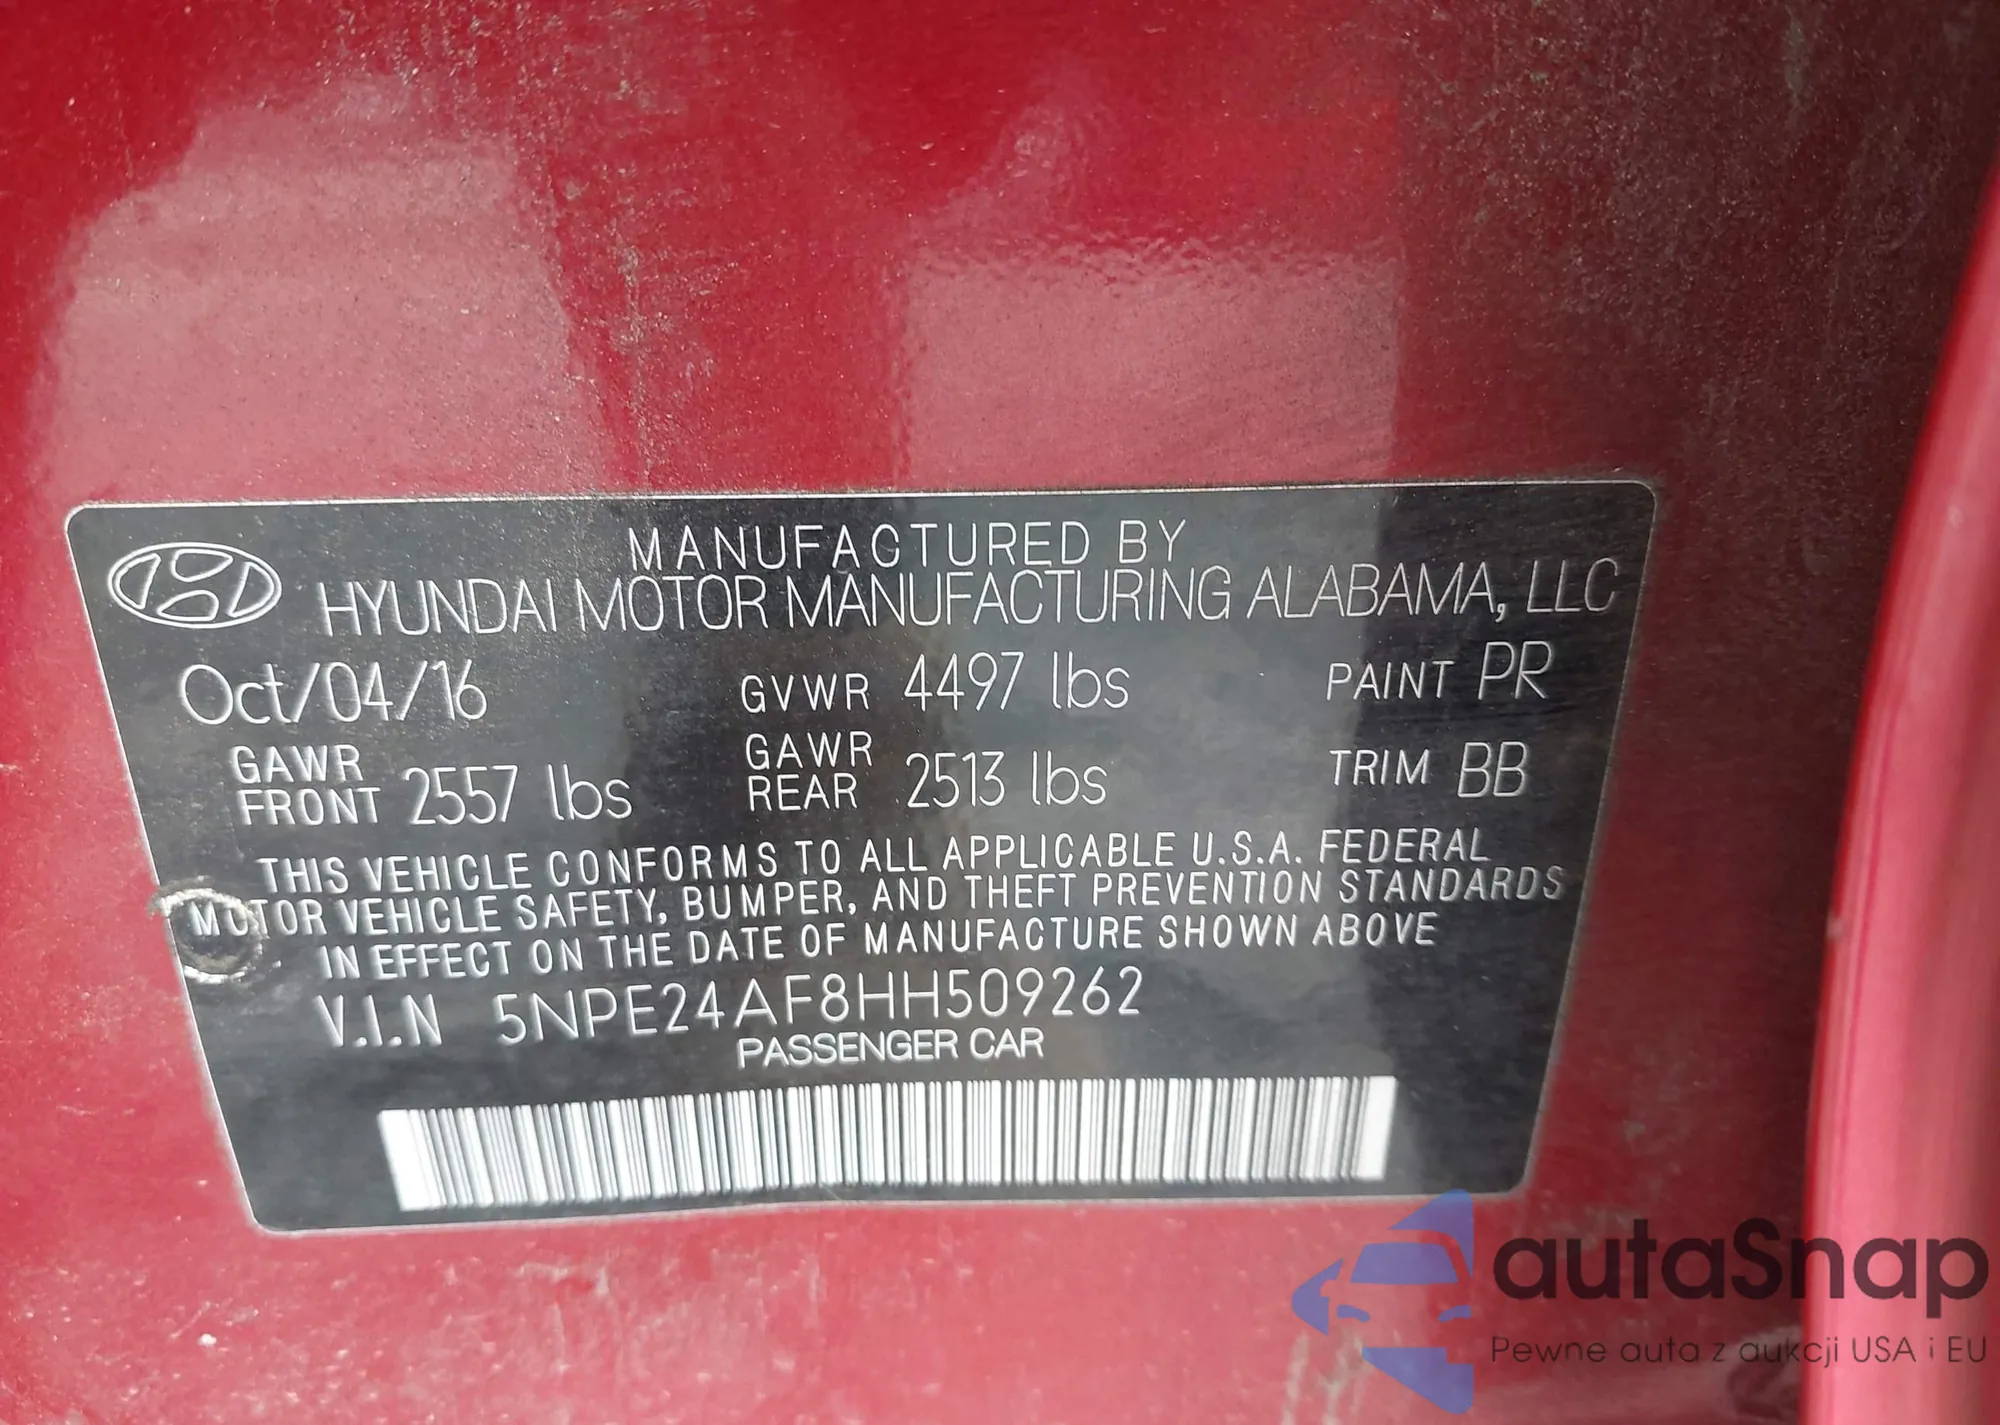 MANUFACTURED BY
HYUNDAI MOTOR MANUFACTURING ALABAMA, LLC
Oct/04/16 GVWR 4497 lbs PAINT PR
GAWR FRONT 2557 lbs GAWR REAR 2513 lbs TRIM BB
THIS VEHICLE CONFORMS TO ALL APPLICABLE U.S.A. FEDERAL
MOTOR VEHICLE SAFETY, BUMPER, AND THEFT PREVENTION STANDARDS
IN EFFECT ON THE DATE OF MANUFACTURE SHOWN ABOVE
V.I.N 5NPE24AF8HH509262
PASSENGER CAR
autaSnap
Pewne auta z aukcji USA i EU